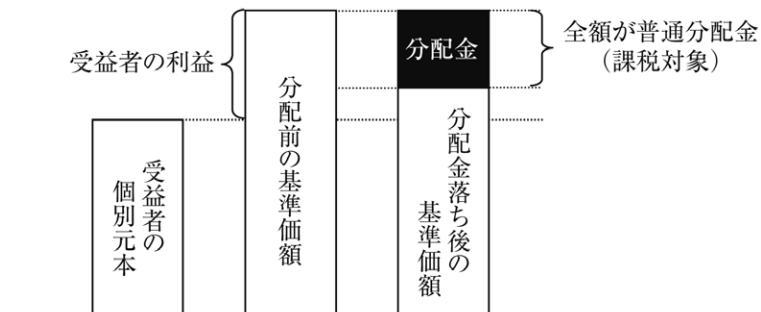 受益者の利益
分配金
全額が普通分配金
（課税対象）
受益者の
個別元本
分配前の基準価額
分配金落ち後の
基準価額